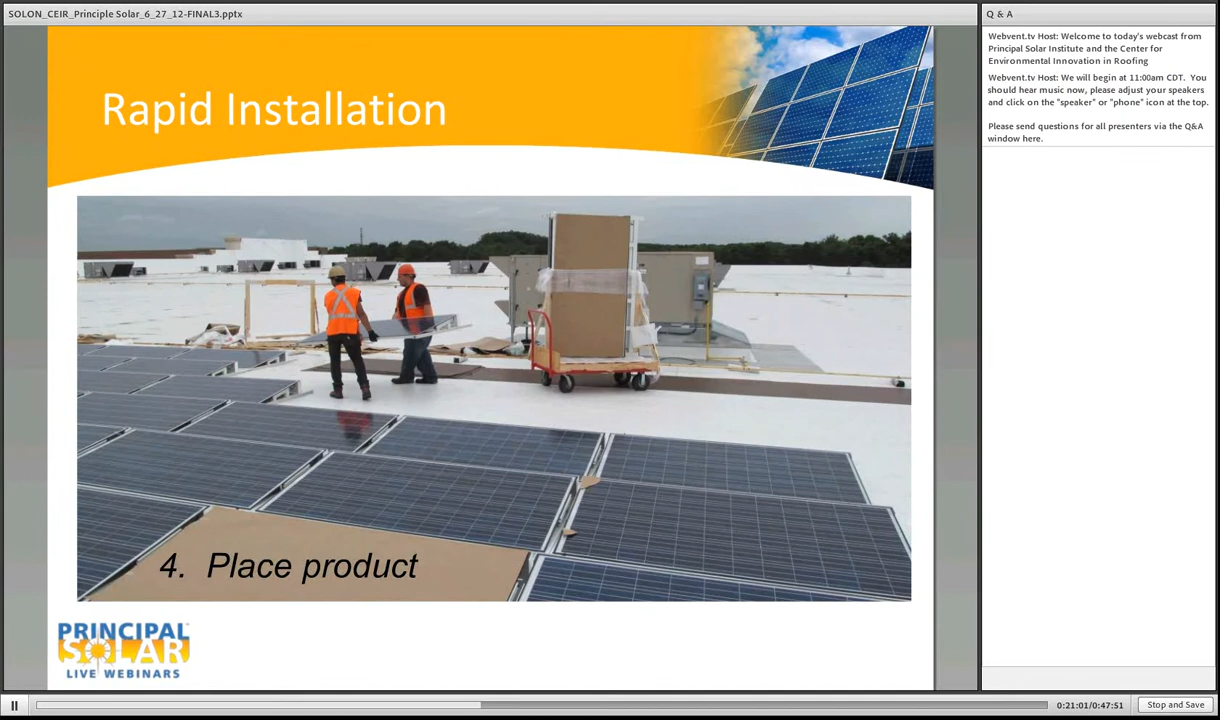 SOLON_CEIR_Principle Solar_6_27_12-FINAL3.pptx
Rapid Installation
4. Place product
PRINCIPAL
SOLAR
LIVE WEBINARS
Q & A
Webvent.tv Host: Welcome to today's webcast from
Principal Solar Institute and the Center for
Environmental Innovation in Roofing
Webvent.tv Host: We will begin at 11:00am CDT. You
should hear music now, please adjust your speakers
and click on the "speaker" or "phone" icon at the top.
Please send questions for all presenters via the Q&A
window here.
0:21:01/0:47:51
Stop and Save